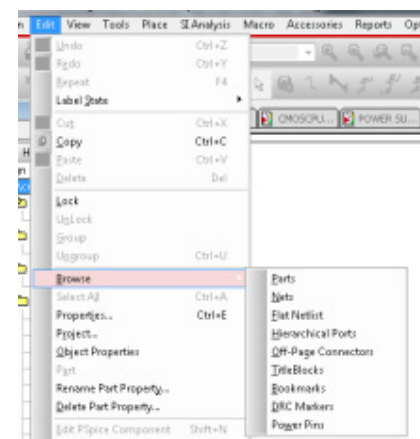 Edit View Tools Place SI Analysis Macro Accessories Reports Opt
Undo Ctrl+Z
Redo Ctrl+Y
Repeat F4
Label State
Cut Ctrl+X
CMOSCPU... POWER SU...
Copy Ctrl+C
Paste Ctrl+V
Delete Del
Lock
UnLock
Group
Ungroup Ctrl+U
Browse Parts
Select All Ctrl+A Nets
Properties... Ctrl+E Flat Netlist
Project... Hierarchical Ports
Object Properties Off-Page Connectors
Part TitleBlocks
Rename Part Property... Bookmarks
Delete Part Property... DRC Markers
Edit PSpice Component Shift+N Power Pins